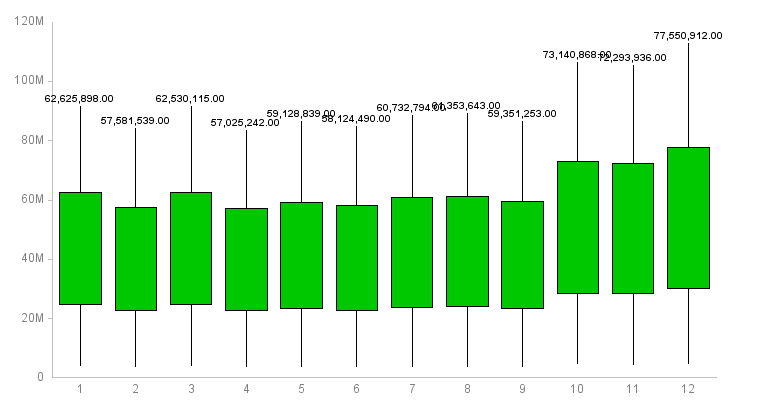 120M
77,550,912.00
73,140,868.00
72,293,936.00
100M
62,625,898.00
62,530,115.00
61,353,643.00
60,732,794.00
59,128,839.00
59,351,253.00
58,124,490.00
57,581,539.00
57,025,242.00
80M
60M
40M
20M
0
1 2 3 4 5 6 7 8 9 10 11 12